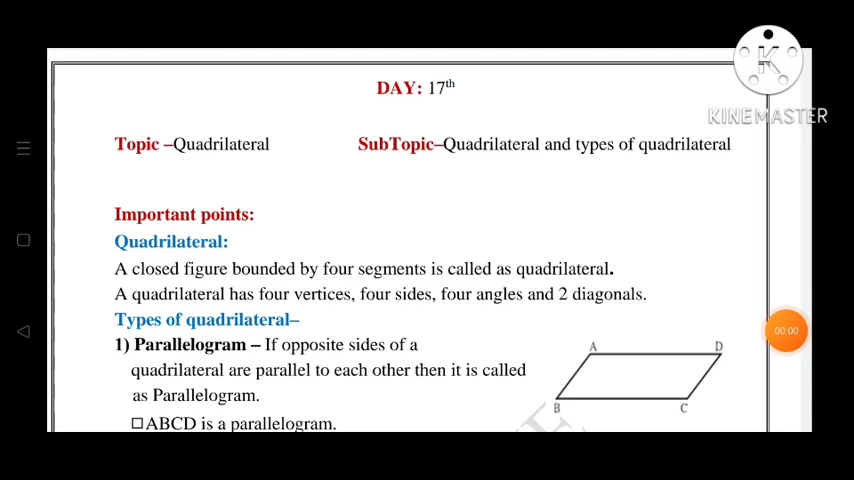 K
KINEMASTER
DAY: 17th
Topic –Quadrilateral SubTopic–Quadrilateral and types of quadrilateral
Important points:
Quadrilateral:
A closed figure bounded by four segments is called as quadrilateral.
A quadrilateral has four vertices, four sides, four angles and 2 diagonals.
Types of quadrilateral–
1) Parallelogram – If opposite sides of a
quadrilateral are parallel to each other then it is called
as Parallelogram.
□ABCD is a parallelogram.
A D
B C
00:00